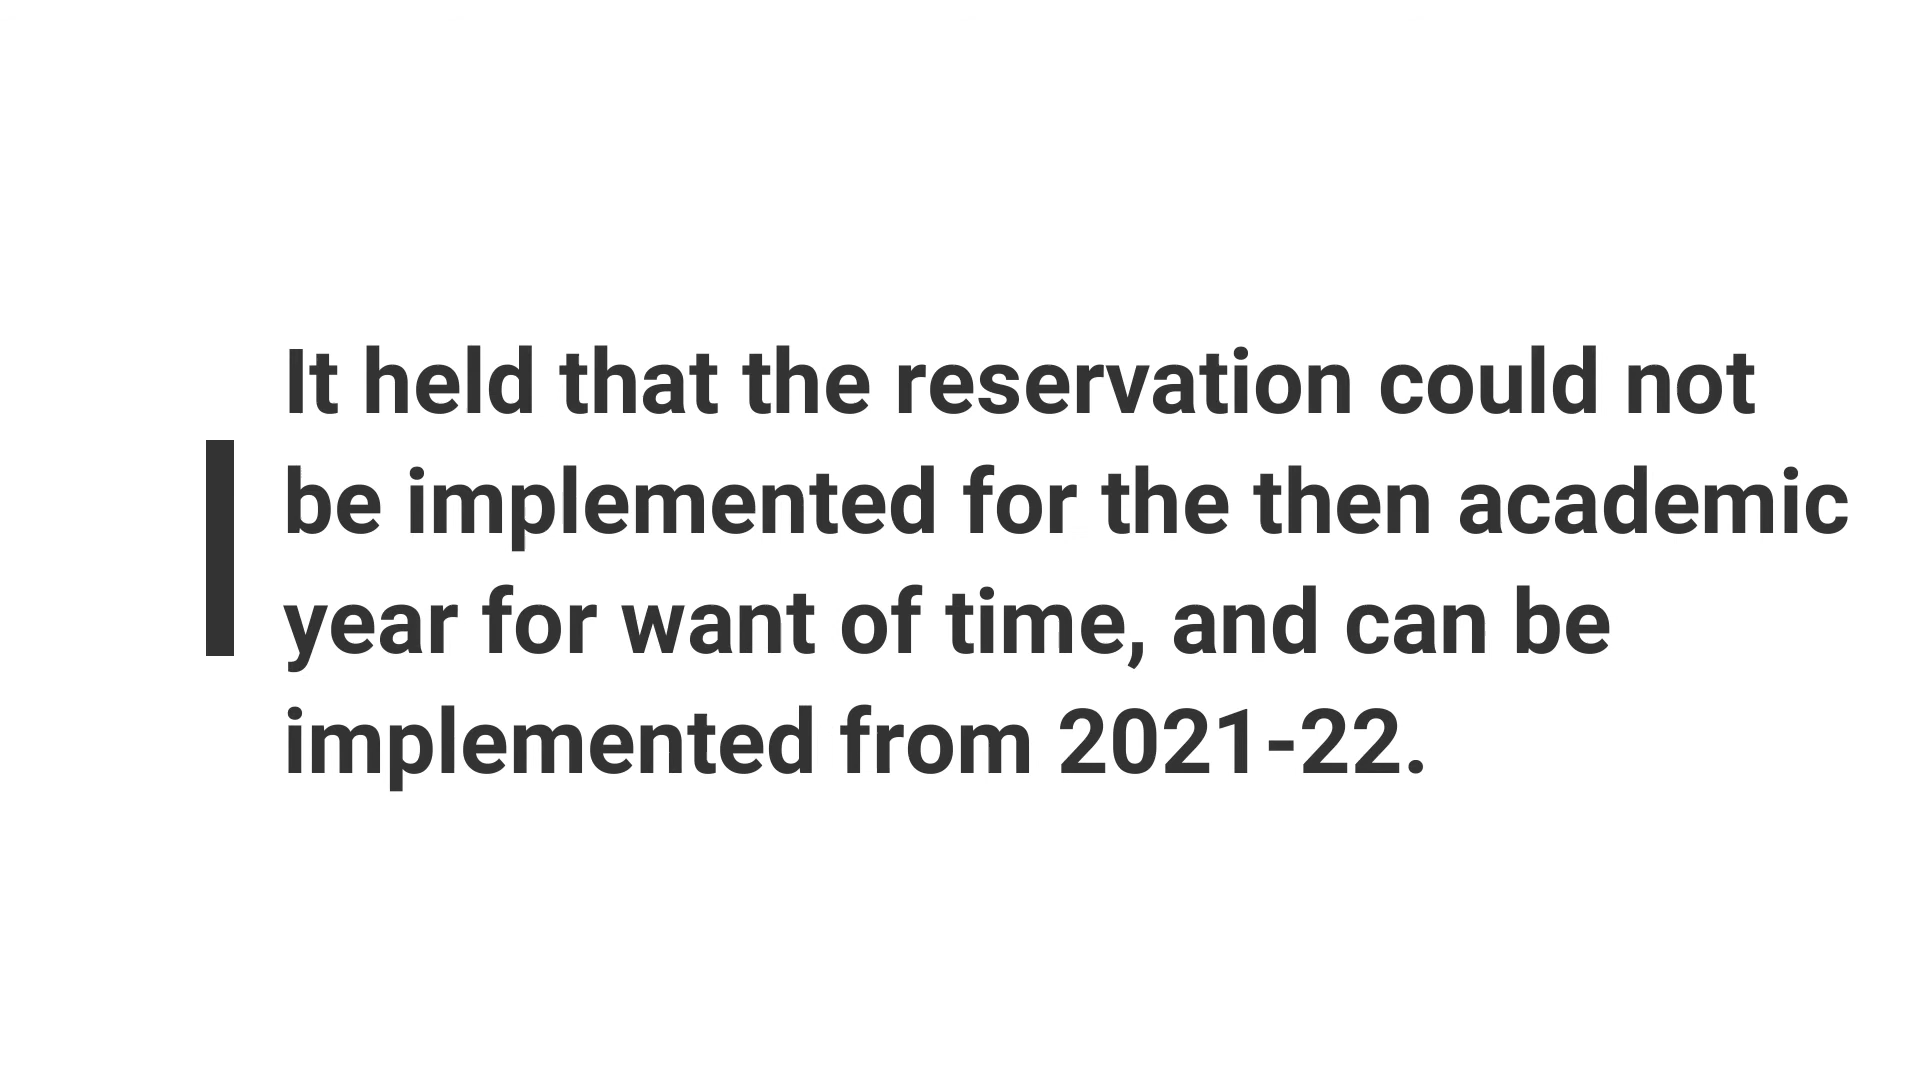 It held that the reservation could not
be implemented for the then academic
year for want of time, and can be
implemented from 2021-22.